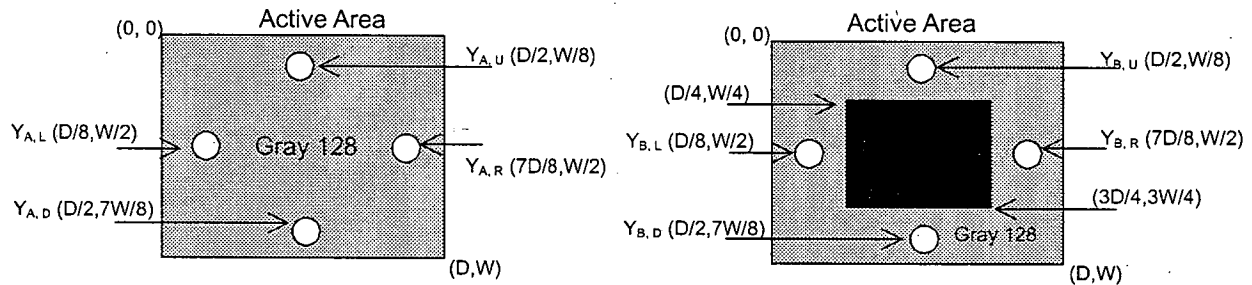 Active Area
(0, 0)
YA, U (D/2,W/8)
YA, L (D/8,W/2)
Gray 128
YA, R (7D/8,W/2)
YA, D (D/2,7W/8)
(D,W)
Active Area
(0, 0)
YB, U (D/2,W/8)
(D/4,W/4)
YB, L (D/8,W/2)
YB, R (7D/8,W/2)
(3D/4,3W/4)
YB, D (D/2,7W/8)
Gray 128
(D,W)